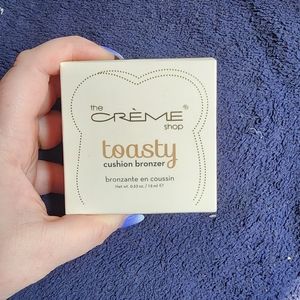 the
CRÈME®
shop
toasty
cushion bronzer
bronzante en coussin
Net wt. 0.53 oz. / 15 ml ℮